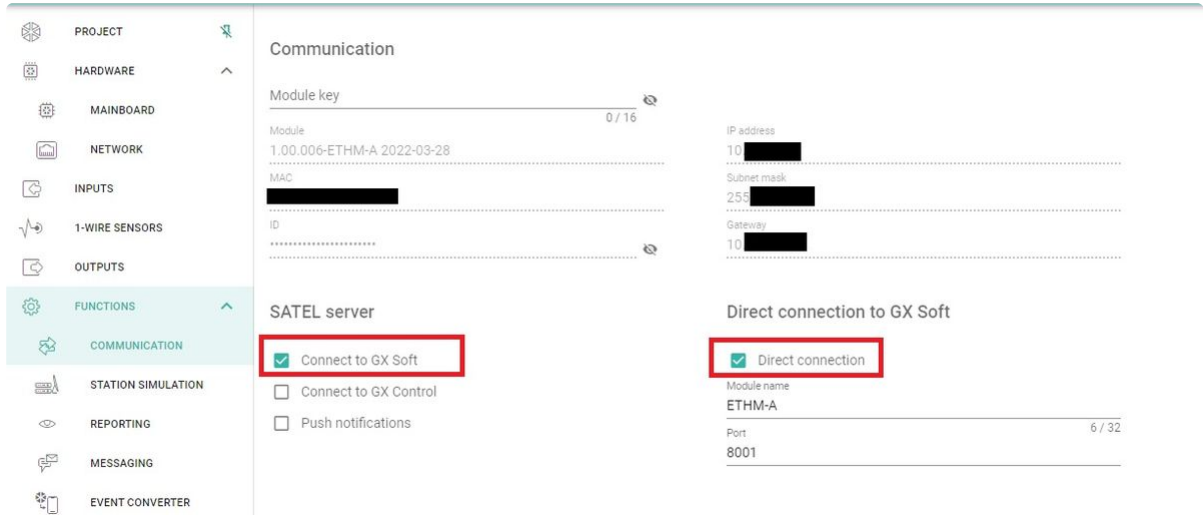 PROJECT
HARDWARE
MAINBOARD
NETWORK
INPUTS
1-WIRE SENSORS
OUTPUTS
FUNCTIONS
COMMUNICATION
STATION SIMULATION
REPORTING
MESSAGING
EVENT CONVERTER
Communication
Module key
0 / 16
Module
1.00.006-ETHM-A 2022-03-28
MAC
ID
IP address
10
Subnet mask
255
Gateway
10
SATEL server
Connect to GX Soft
Connect to GX Control
Push notifications
Direct connection to GX Soft
Direct connection
Module name
ETHM-A
6 / 32
Port
8001